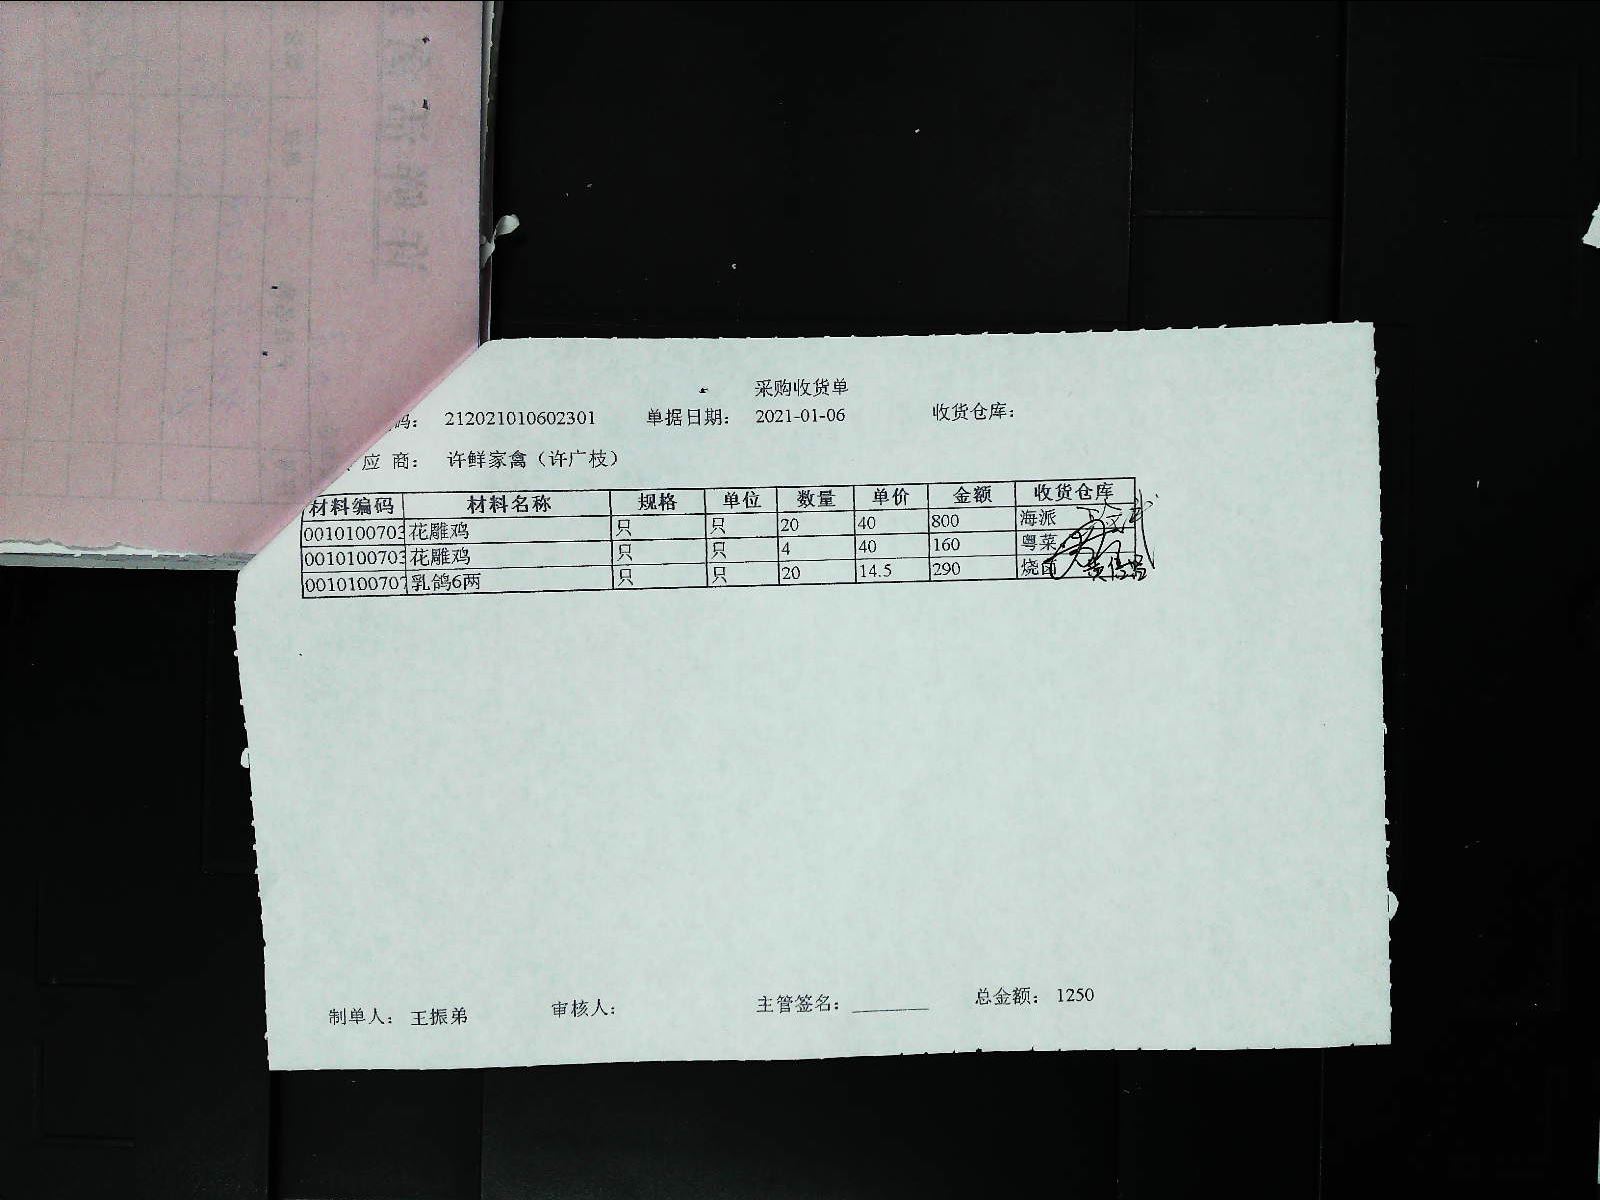 采购收货单
码： 212021010602301 单据日期： 2021-01-06 收货仓库：
应 商： 许鲜家禽（许广枝）
材料编码 材料名称 规格 单位 数量 单价 金额 收货仓库
0010100703 花雕鸡 只 只 20 40 800 海派
0010100703 花雕鸡 只 只 4 40 160 粤菜
0010100707 乳鸽6两 只 只 20 14.5 290 烧卤
制单人： 王振弟 审核人： 主管签名： 总金额： 1250